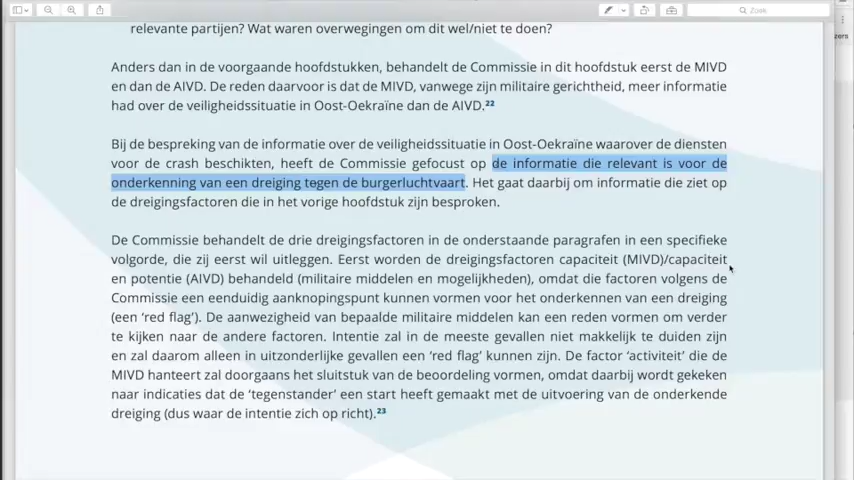 Zoek
zers
relevante partijen? Wat waren overwegingen om dit wel/niet te doen?
Anders dan in de voorgaande hoofdstukken, behandelt de Commissie in dit hoofdstuk eerst de MIVD
en dan de AIVD. De reden daarvoor is dat de MIVD, vanwege zijn militaire gerichtheid, meer informatie
had over de veiligheidssituatie in Oost-Oekraïne dan de AIVD.22
Bij de bespreking van de informatie over de veiligheidssituatie in Oost-Oekraïne waarover de diensten
voor de crash beschikten, heeft de Commissie gefocust op de informatie die relevant is voor de
onderkenning van een dreiging tegen de burgerluchtvaart. Het gaat daarbij om informatie die ziet op
de dreigingsfactoren die in het vorige hoofdstuk zijn besproken.
De Commissie behandelt de drie dreigingsfactoren in de onderstaande paragrafen in een specifieke
volgorde, die zij eerst wil uitleggen. Eerst worden de dreigingsfactoren capaciteit (MIVD)/capaciteit
en potentie (AIVD) behandeld (militaire middelen en mogelijkheden), omdat die factoren volgens de
Commissie een eenduidig aanknopingspunt kunnen vormen voor het onderkennen van een dreiging
(een ‘red flag’). De aanwezigheid van bepaalde militaire middelen kan een reden vormen om verder
te kijken naar de andere factoren. Intentie zal in de meeste gevallen niet makkelijk te duiden zijn
en zal daarom alleen in uitzonderlijke gevallen een ‘red flag’ kunnen zijn. De factor ‘activiteit’ die de
MIVD hanteert zal doorgaans het sluitstuk van de beoordeling vormen, omdat daarbij wordt gekeken
naar indicaties dat de ‘tegenstander’ een start heeft gemaakt met de uitvoering van de onderkende
dreiging (dus waar de intentie zich op richt).23